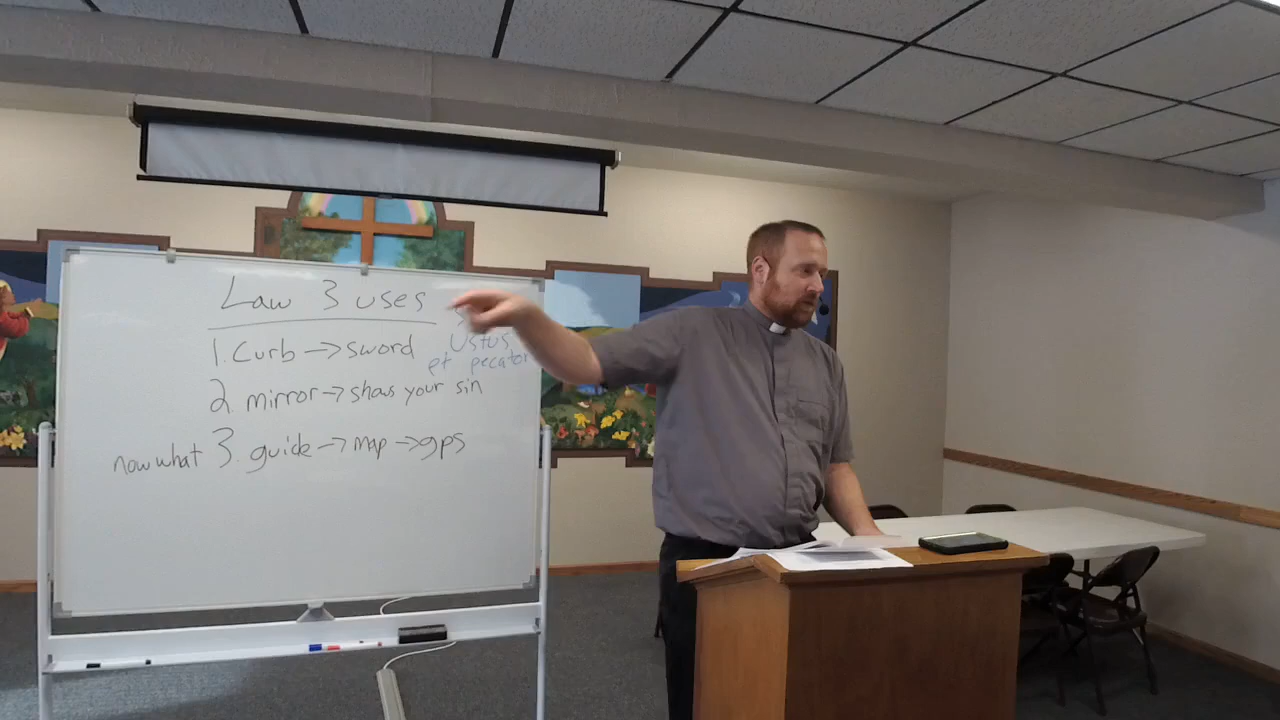 Law 3 uses
1. Curb → sword
ustus
et pecator
2. mirror → shows your sin
now what 3. guide → map → gps